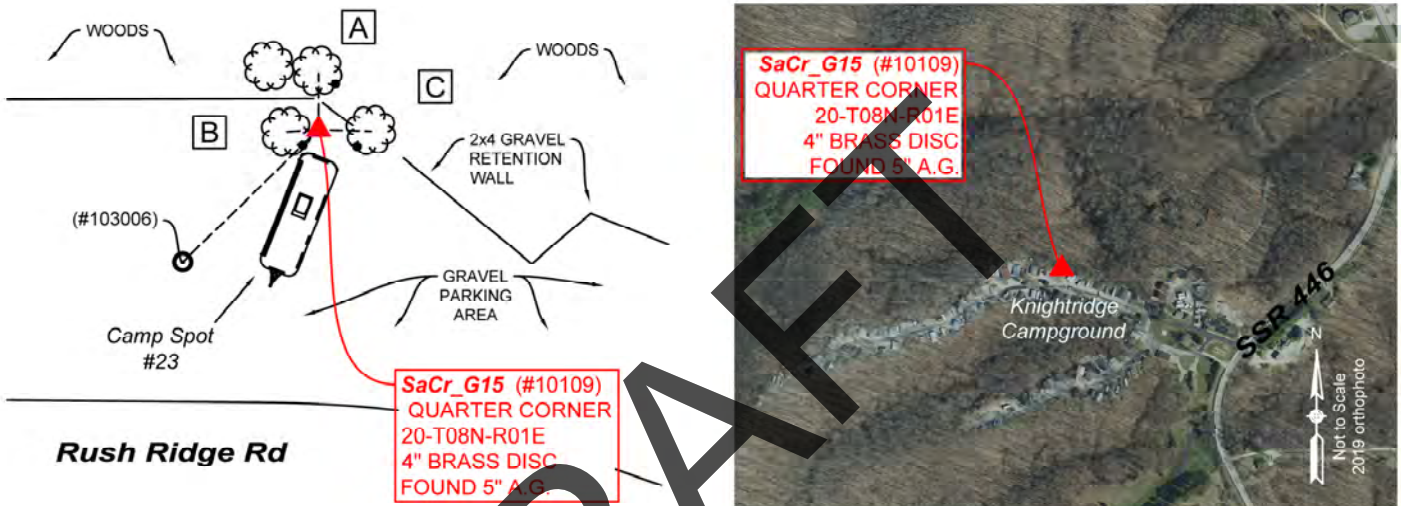 WOODS
A
WOODS
C
B
2x4 GRAVEL
RETENTION
WALL
(#103006)
GRAVEL
PARKING
AREA
Camp Spot
#23
SaCr_G15 (#10109)
QUARTER CORNER
20-T08N-R01E
4" BRASS DISC
FOUND 5" A.G.
Rush Ridge Rd
SaCr_G15 (#10109)
QUARTER CORNER
20-T08N-R01E
4" BRASS DISC
FOUND 5" A.G.
Knightridge
Campground
SSR 446
N
Not to Scale
2019 orthophoto
DRAFT